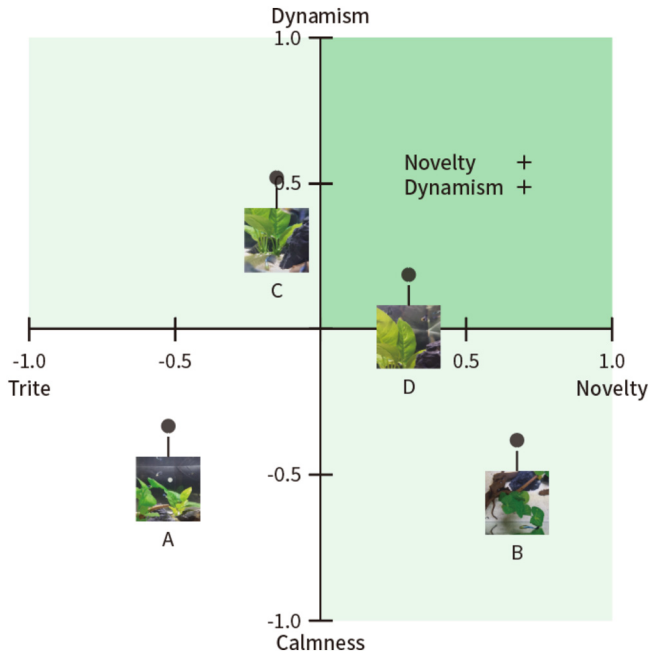 Dynamism
1.0
Novelty +
0.5
Dynamism +
C
-1.0
-0.5
0.5
1.0
Trite
D
Novelty
-0.5
A
B
-1.0
Calmness